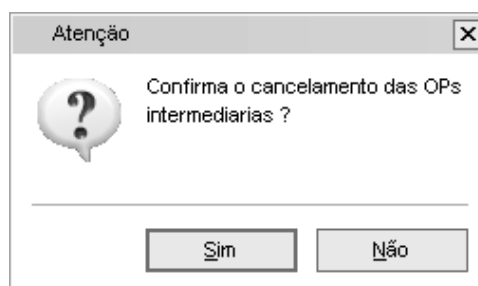 Atenção
Confirma o cancelamento das OPs
intermediarias ?
Sim
Não